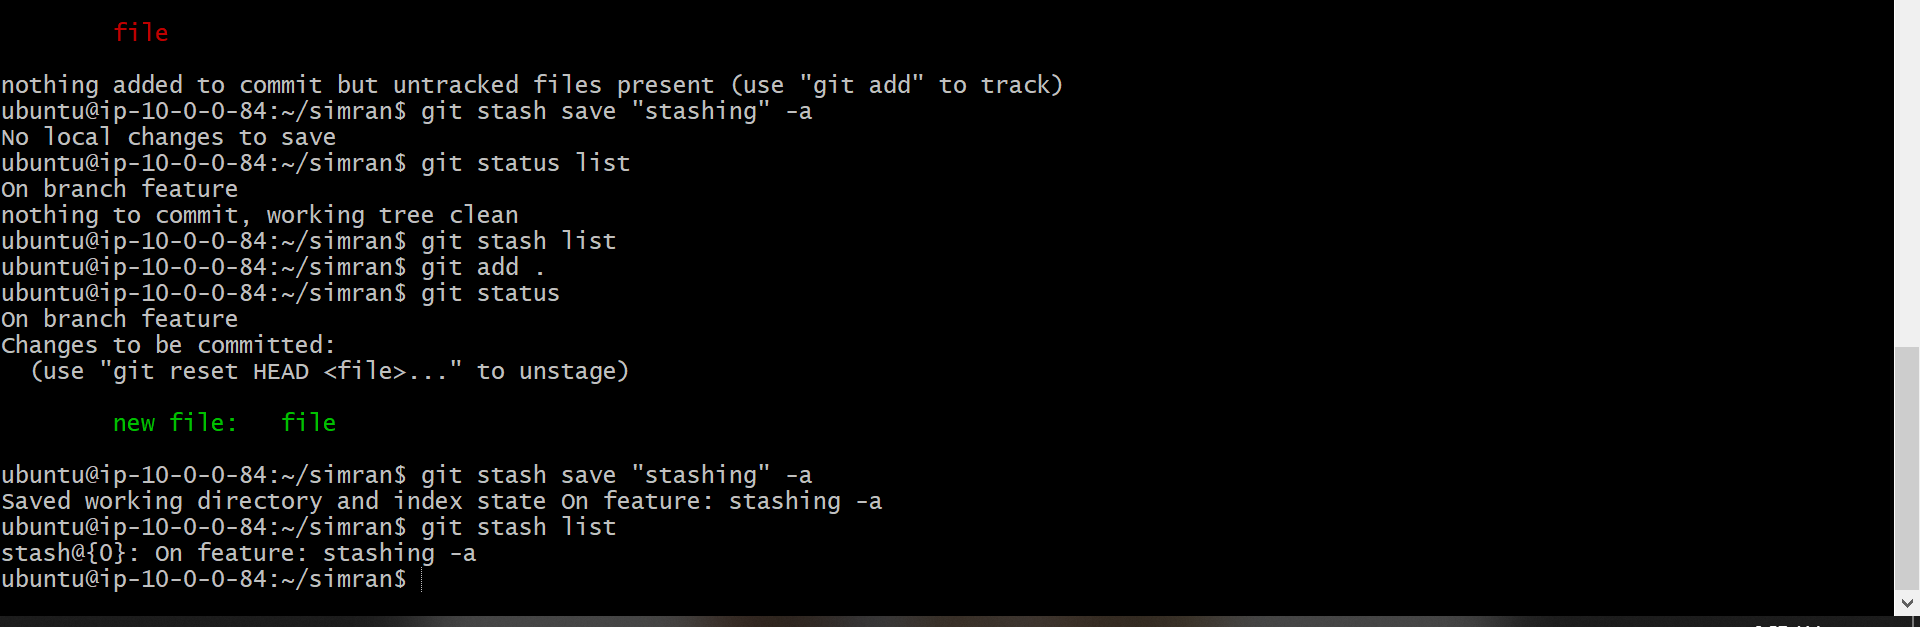 file
nothing added to commit but untracked files present (use "git add" to track)
ubuntu@ip-10-0-0-84:~/simran$ git stash save "stashing" -a
No local changes to save
ubuntu@ip-10-0-0-84:~/simran$ git status list
On branch feature
nothing to commit, working tree clean
ubuntu@ip-10-0-0-84:~/simran$ git stash list
ubuntu@ip-10-0-0-84:~/simran$ git add .
ubuntu@ip-10-0-0-84:~/simran$ git status
On branch feature
Changes to be committed:
  (use "git reset HEAD <file>..." to unstage)
new file:   file
ubuntu@ip-10-0-0-84:~/simran$ git stash save "stashing" -a
Saved working directory and index state On feature: stashing -a
ubuntu@ip-10-0-0-84:~/simran$ git stash list
stash@{0}: On feature: stashing -a
ubuntu@ip-10-0-0-84:~/simran$